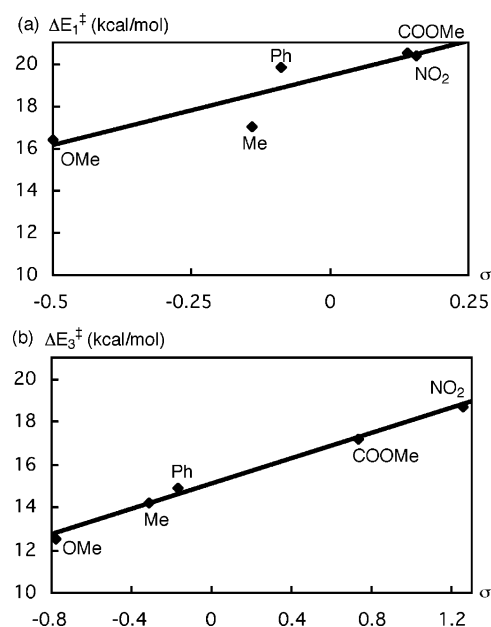 (a) ΔE₁‡ (kcal/mol)
COOMe
20
Ph
NO₂
18
Me
16
OMe
14
12
10
σ
-0.5 -0.25 0 0.25
(b) ΔE₃‡ (kcal/mol)
20
NO₂
18
COOMe
16
Ph
14
Me
12
OMe
10
σ
-0.8 -0.4 0 0.4 0.8 1.2